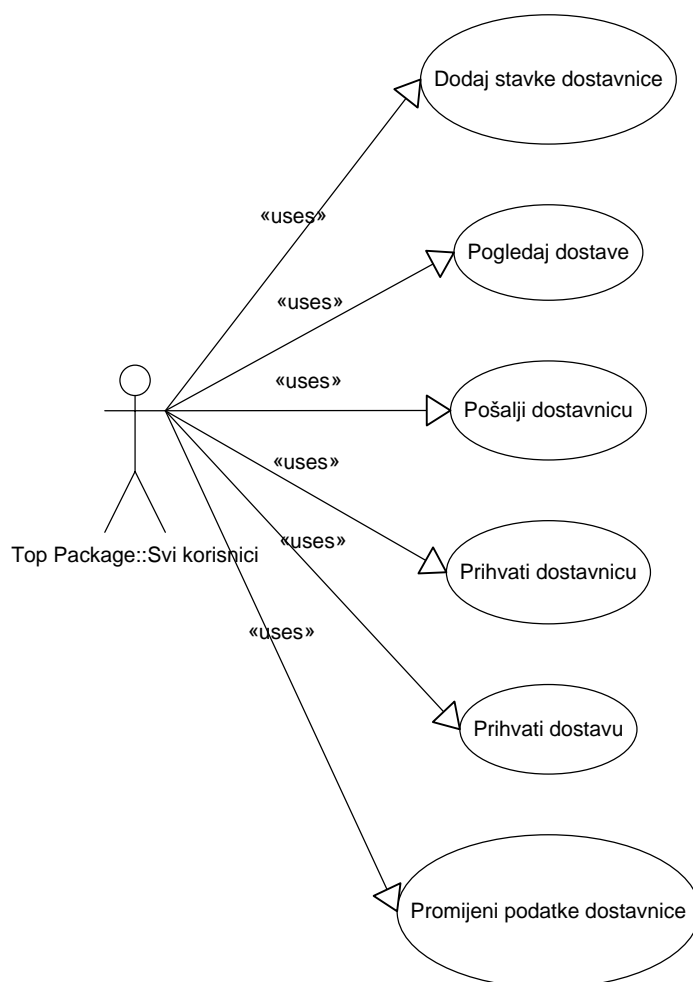 Dodaj stavke dostavnice
«uses»
Pogledaj dostave
«uses»
«uses»
Pošalji dostavnicu
«uses»
Top Package::Svi korisnici
«uses»
Prihvati dostavnicu
«uses»
Prihvati dostavu
Promijeni podatke dostavnice